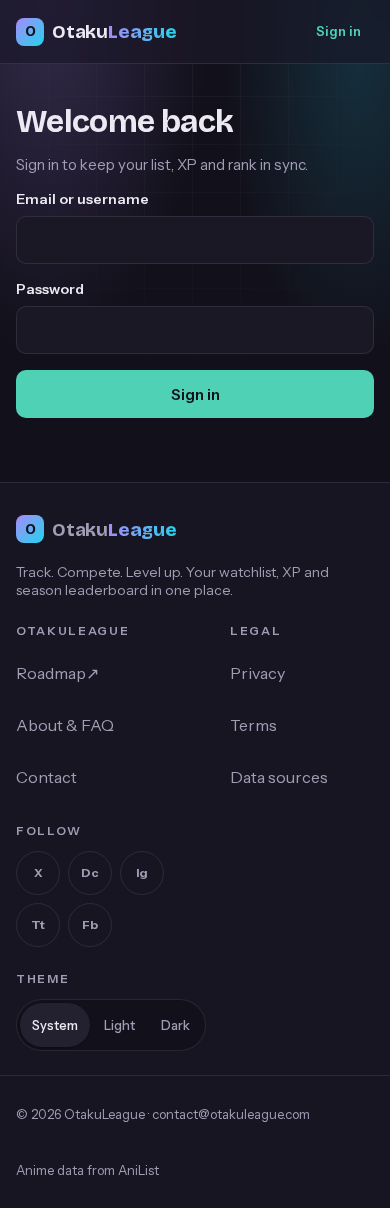 O OtakuLeague
Sign in
Welcome back
Sign in to keep your list, XP and rank in sync.
Email or username
Password
Sign in
O OtakuLeague
Track. Compete. Level up. Your watchlist, XP and
season leaderboard in one place.
OTAKULEAGUE
Roadmap↗
About & FAQ
Contact
LEGAL
Privacy
Terms
Data sources
FOLLOW
X Dc Ig
Tt Fb
THEME
System Light Dark
© 2026 OtakuLeague · contact@otakuleague.com
Anime data from AniList